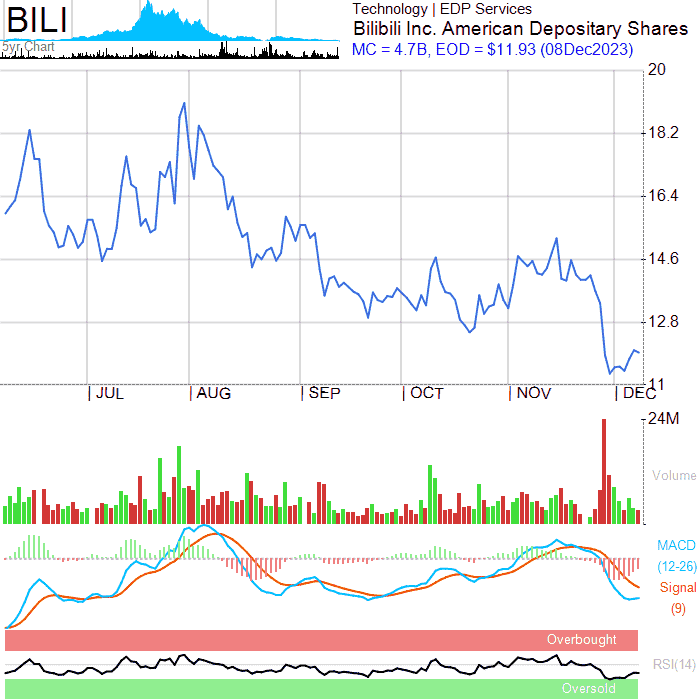 BILI
5yr Chart
Technology | EDP Services
Bilibili Inc. American Depositary Shares
MC = 4.7B, EOD = $11.93 (08Dec2023)
20
18.2
16.4
14.6
12.8
11
JUL
AUG
SEP
OCT
NOV
DEC
24M
Volume
MACD
(12-26)
Signal
(9)
Overbought
RSI(14)
Oversold